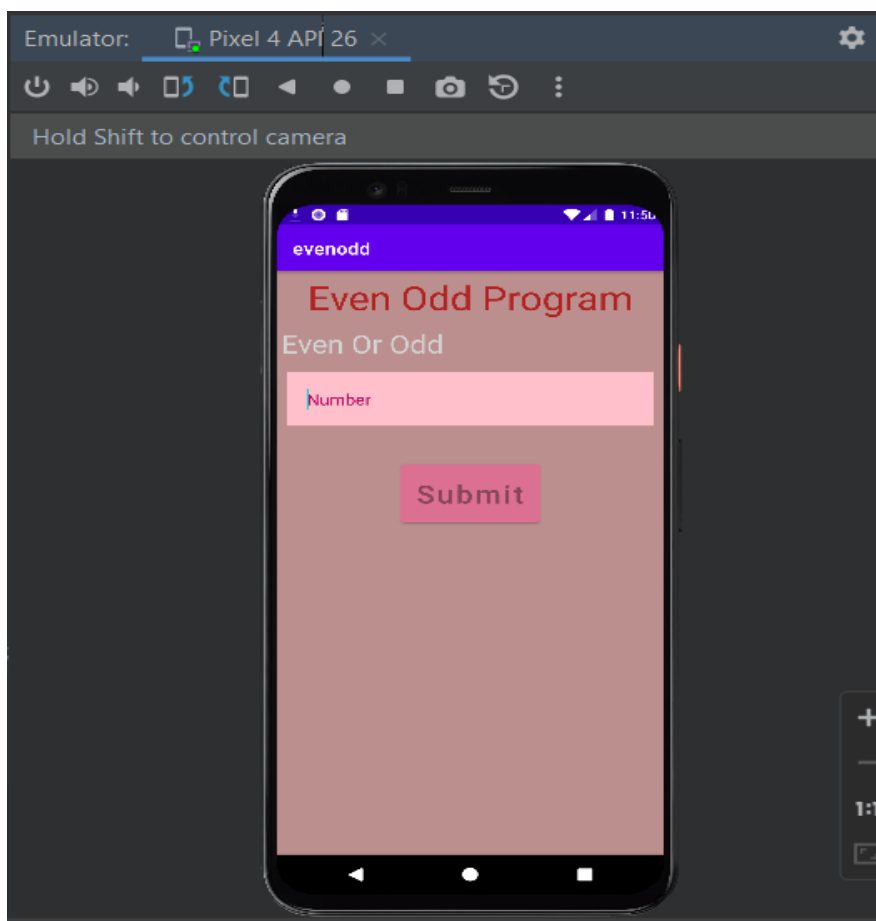 Emulator: Pixel 4 API 26
Hold Shift to control camera
evenodd
Even Odd Program
Even Or Odd
Number
Submit